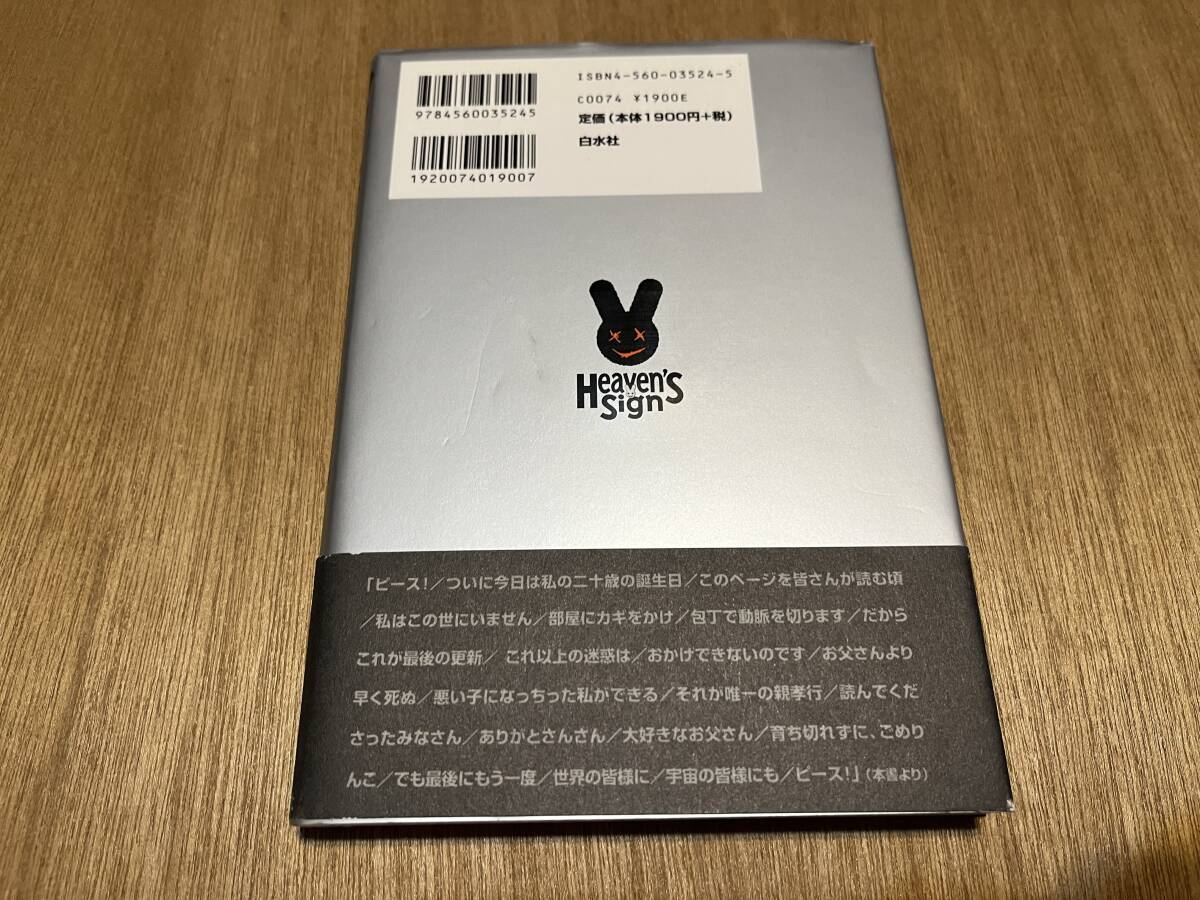 ISBN4-560-03524-5
C0074 ¥1900E
定価(本体1900円+税)
白水社
9784560035245
1920074019007
Heaven's
Sign
「ピース!/ついに今日は私の二十歳の誕生日/このページを皆さんが読む頃
/私はこの世にいません/部屋にカギをかけ/包丁で動脈を切ります/だから
これが最後の更新/ これ以上の迷惑は/おかけできないのです/お父さんより
早く死ぬ/悪い子になっちった私ができる/それが唯一の親孝行/読んでくだ
さったみなさん/ありがとさんさん/大好きなお父さん/育ち切れずに、ごめり
んこ/でも最後にもう一度/世界の皆様に/宇宙の皆様にも/ピース!」(本書より)